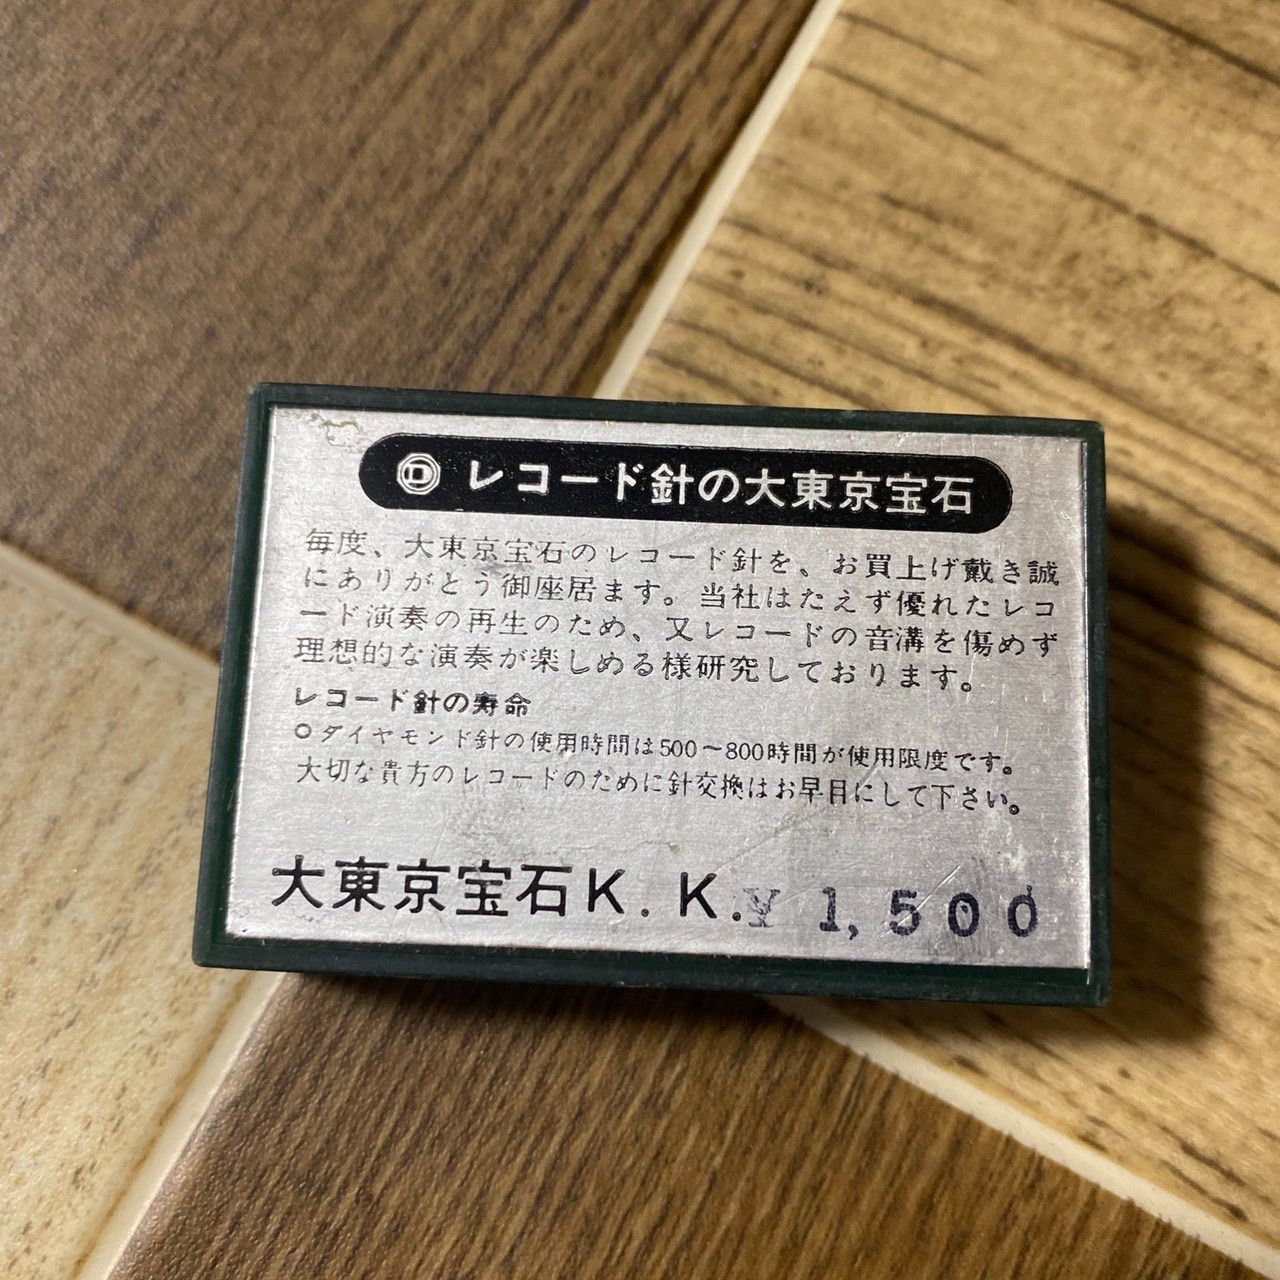 D レコード針の大東京宝石
毎度、大東京宝石のレコード針を、お買上げ戴き誠
にありがとう御座居ます。当社はたえず優れたレコ
ード演奏の再生のため、又レコードの音溝を傷めず
理想的な演奏が楽しめる様研究しております。
レコード針の寿命
○ダイヤモンド針の使用時間は500～800時間が使用限度です。
大切な貴方のレコードのために針交換はお早目にして下さい。
大東京宝石K.K.¥1,500